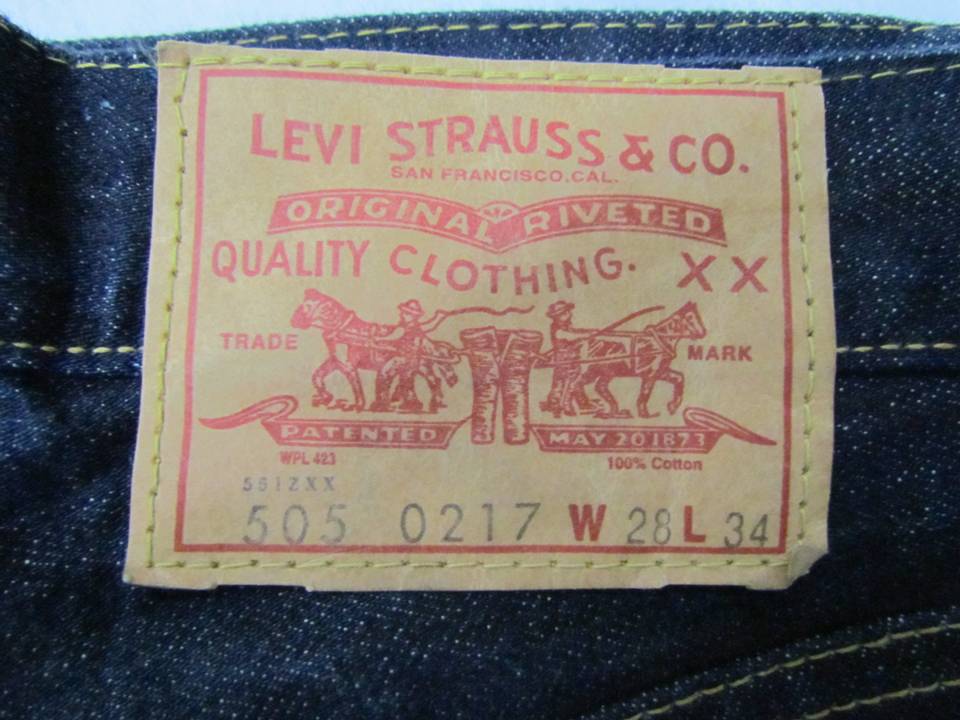 LEVI STRAUSS & CO.
SAN FRANCISCO, CAL.
ORIGINAL RIVETED
QUALITY CLOTHING. XX
TRADE MARK
PATENTED MAY 20 1873
WPL 423 100% Cotton
5512XX
505 0217 W 28 L 34